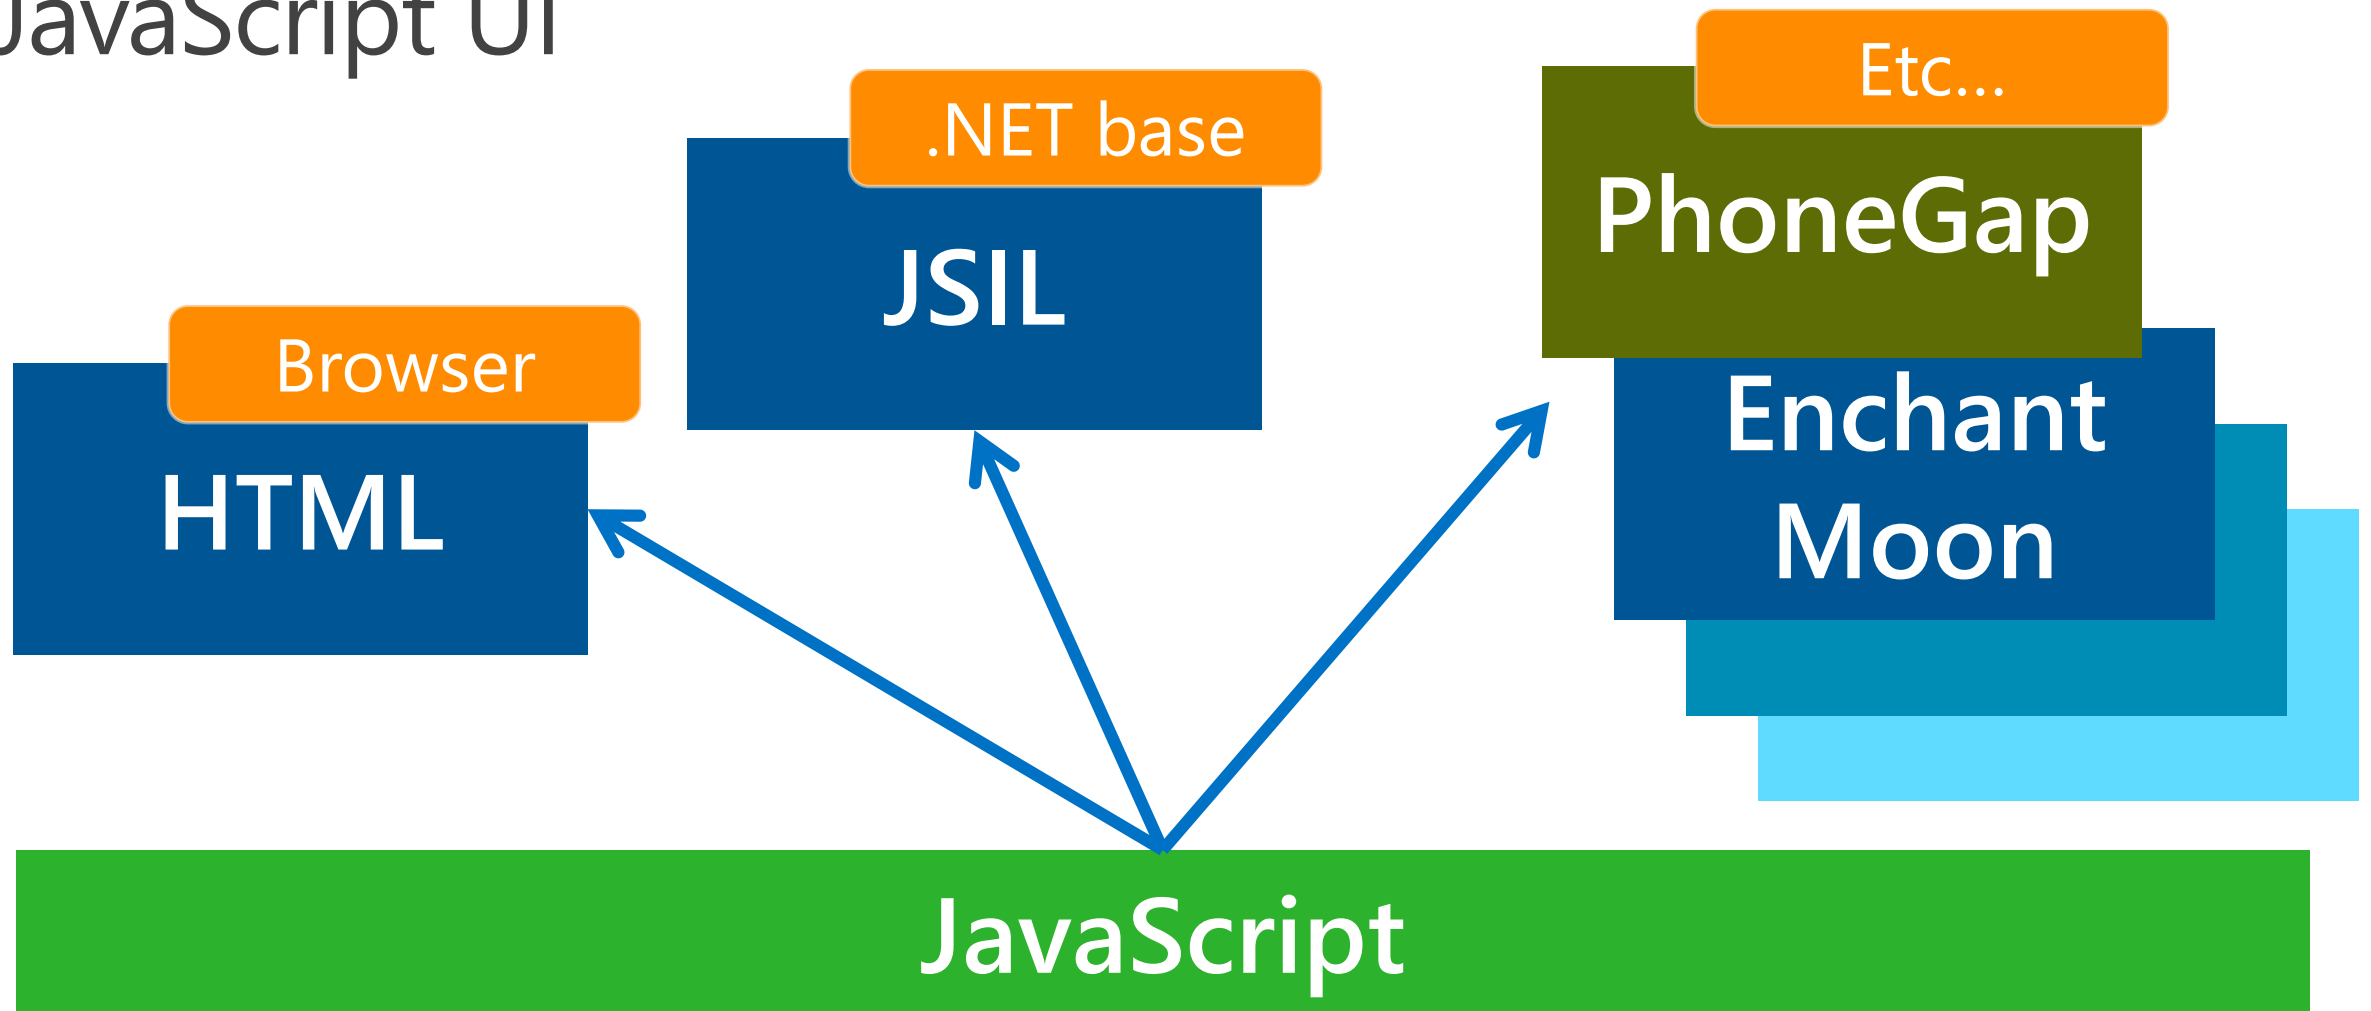 JavaScript UI
Browser
HTML
.NET base
JSIL
Etc...
PhoneGap
Enchant
Moon
JavaScript